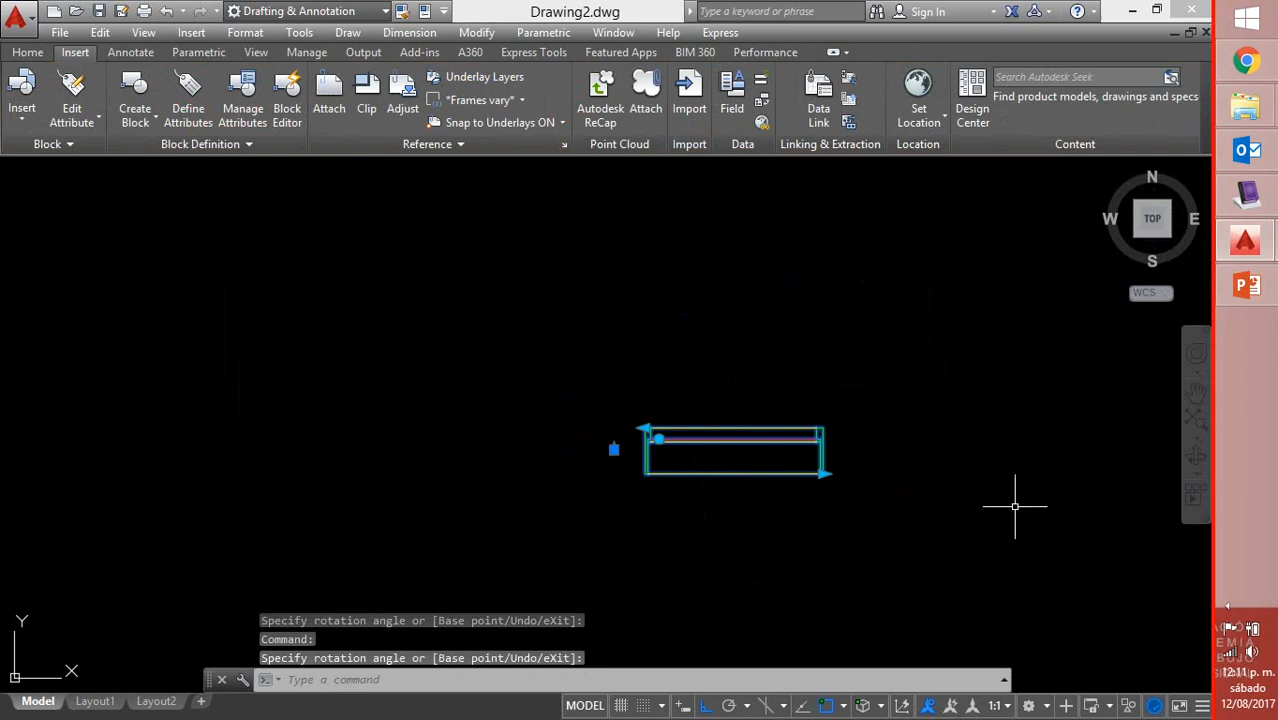 Drafting & Annotation
Drawing2.dwg
Type a keyword or phrase
Sign In
File Edit View Insert Format Tools Draw Dimension Modify Parametric Window Help Express
Home Insert Annotate Parametric View Manage Output Add-ins A360 Express Tools Featured Apps BIM 360 Performance
Insert
Edit Attribute
Create Block
Define Attributes
Manage Attributes
Block Editor
Attach
Clip
Adjust
Underlay Layers
*Frames vary*
Snap to Underlays ON
Autodesk ReCap
Attach
Import
Field
Data Link
Set Location
Design Center
Search Autodesk Seek
Find product models, drawings and specs
Block Block Definition Reference Point Cloud Import Data Linking & Extraction Location Content
N
W TOP E
S
WCS
Y
X
Specify rotation angle or [Base point/Undo/eXit]:
Command:
Specify rotation angle or [Base point/Undo/eXit]:
Type a command
Model Layout1 Layout2 +
MODEL
1:1
12:11 p. m.
sábado
12/08/2017